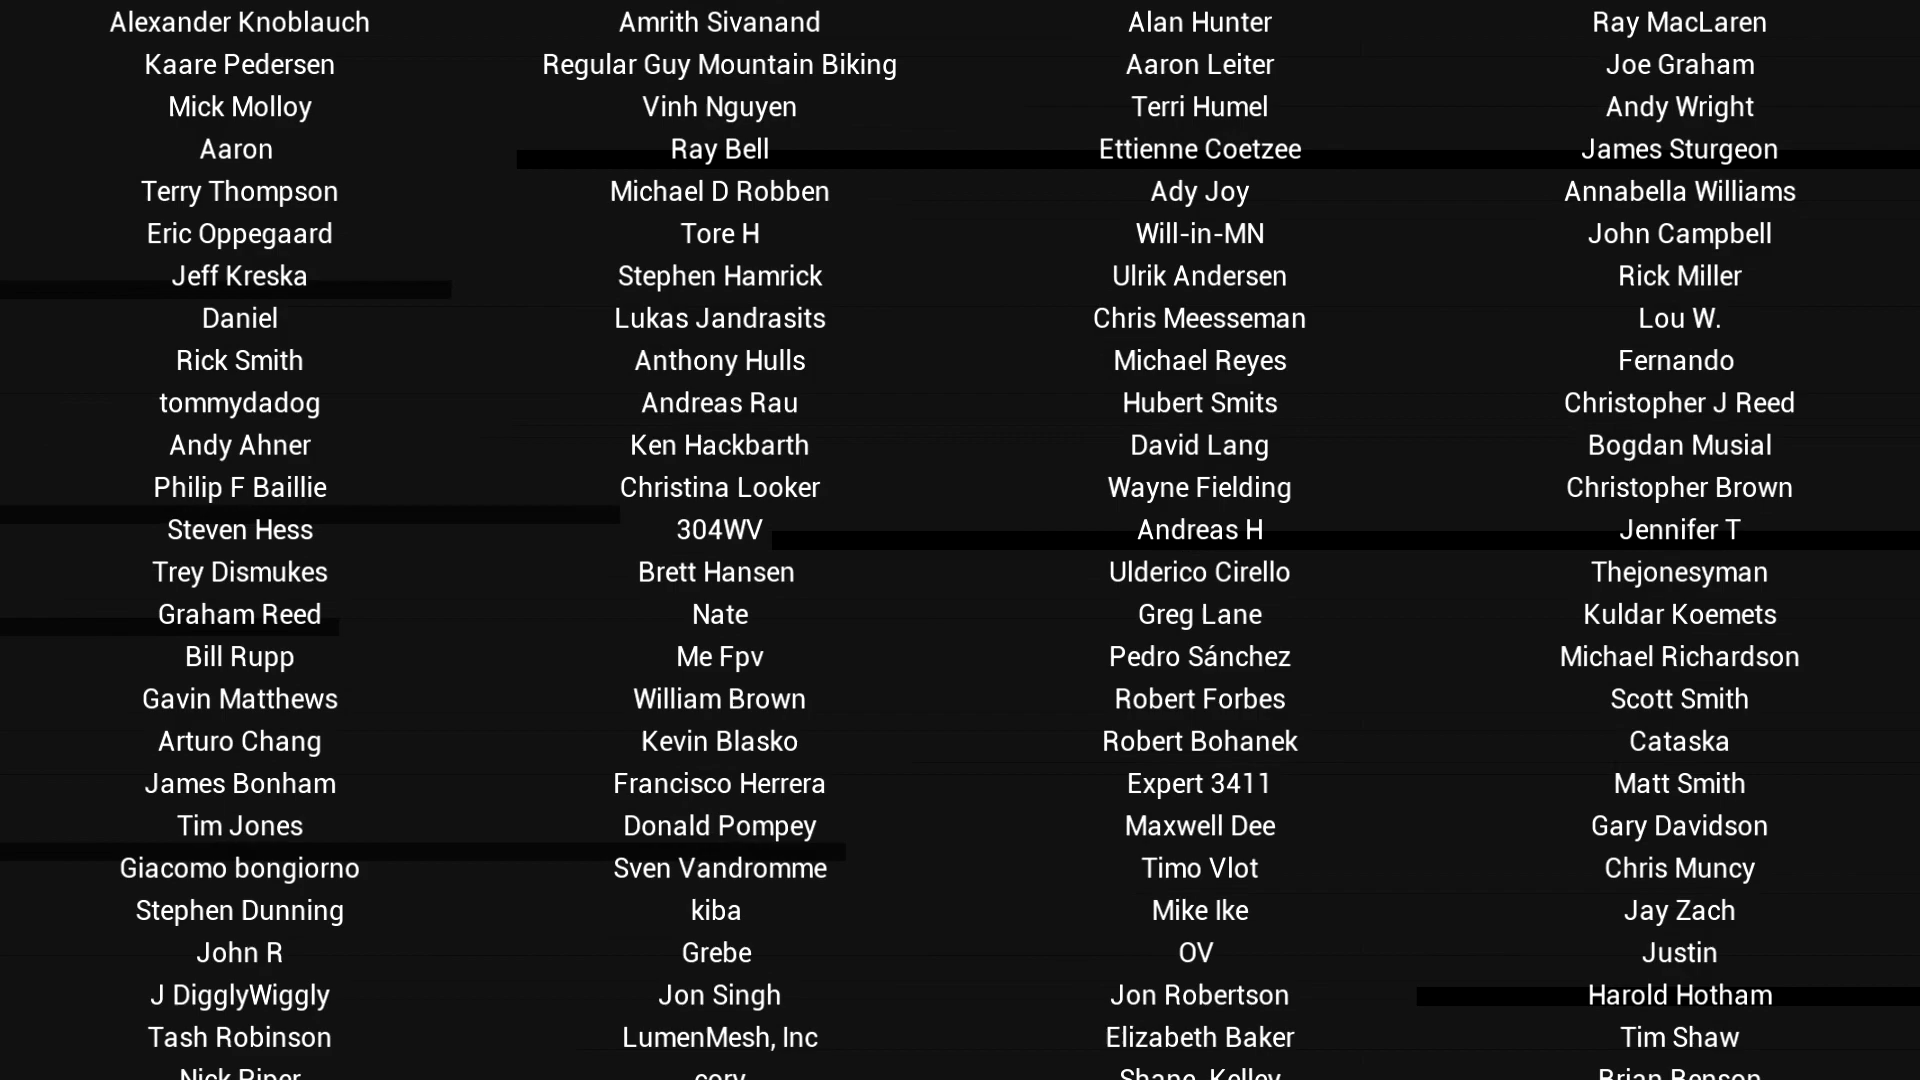 Alexander Knoblauch Amrith Sivanand Alan Hunter Ray MacLaren
Kaare Pedersen Regular Guy Mountain Biking Aaron Leiter Joe Graham
Mick Molloy Vinh Nguyen Terri Humel Andy Wright
Aaron Ray Bell Ettienne Coetzee James Sturgeon
Terry Thompson Michael D Robben Ady Joy Annabella Williams
Eric Oppegaard Tore H Will-in-MN John Campbell
Jeff Kreska Stephen Hamrick Ulrik Andersen Rick Miller
Daniel Lukas Jandrasits Chris Meesseman Lou W.
Rick Smith Anthony Hulls Michael Reyes Fernando
tommydadog Andreas Rau Hubert Smits Christopher J Reed
Andy Ahner Ken Hackbarth David Lang Bogdan Musial
Philip F Baillie Christina Looker Wayne Fielding Christopher Brown
Steven Hess 304WV Andreas H Jennifer T
Trey Dismukes Brett Hansen Ulderico Cirello Thejonesyman
Graham Reed Nate Greg Lane Kuldar Koemets
Bill Rupp Me Fpv Pedro Sánchez Michael Richardson
Gavin Matthews William Brown Robert Forbes Scott Smith
Arturo Chang Kevin Blasko Robert Bohanek Cataska
James Bonham Francisco Herrera Expert 3411 Matt Smith
Tim Jones Donald Pompey Maxwell Dee Gary Davidson
Giacomo bongiorno Sven Vandromme Timo Vlot Chris Muncy
Stephen Dunning kiba Mike Ike Jay Zach
John R Grebe OV Justin
J DigglyWiggly Jon Singh Jon Robertson Harold Hotham
Tash Robinson LumenMesh, Inc Elizabeth Baker Tim Shaw
Nick Shane Brian